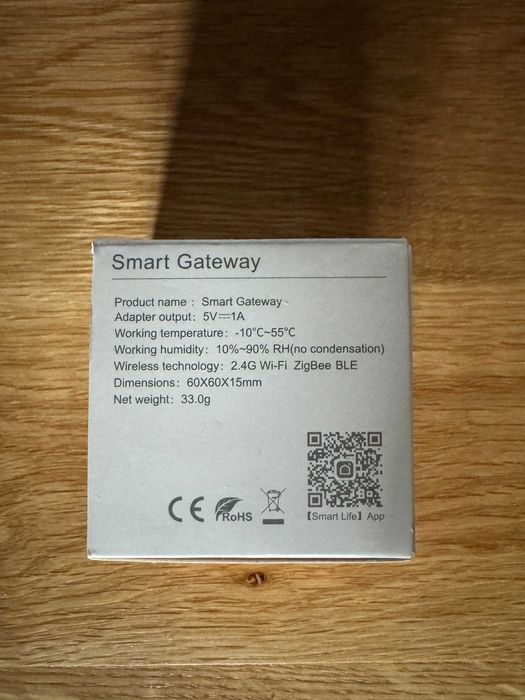 Smart Gateway
Product name : Smart Gateway
Adapter output: 5V⎓1A
Working temperature: -10℃~55℃
Working humidity: 10%~90% RH(no condensation)
Wireless technology: 2.4G Wi-Fi ZigBee BLE
Dimensions: 60X60X15mm
Net weight: 33.0g
CE RoHS
【Smart Life】 App